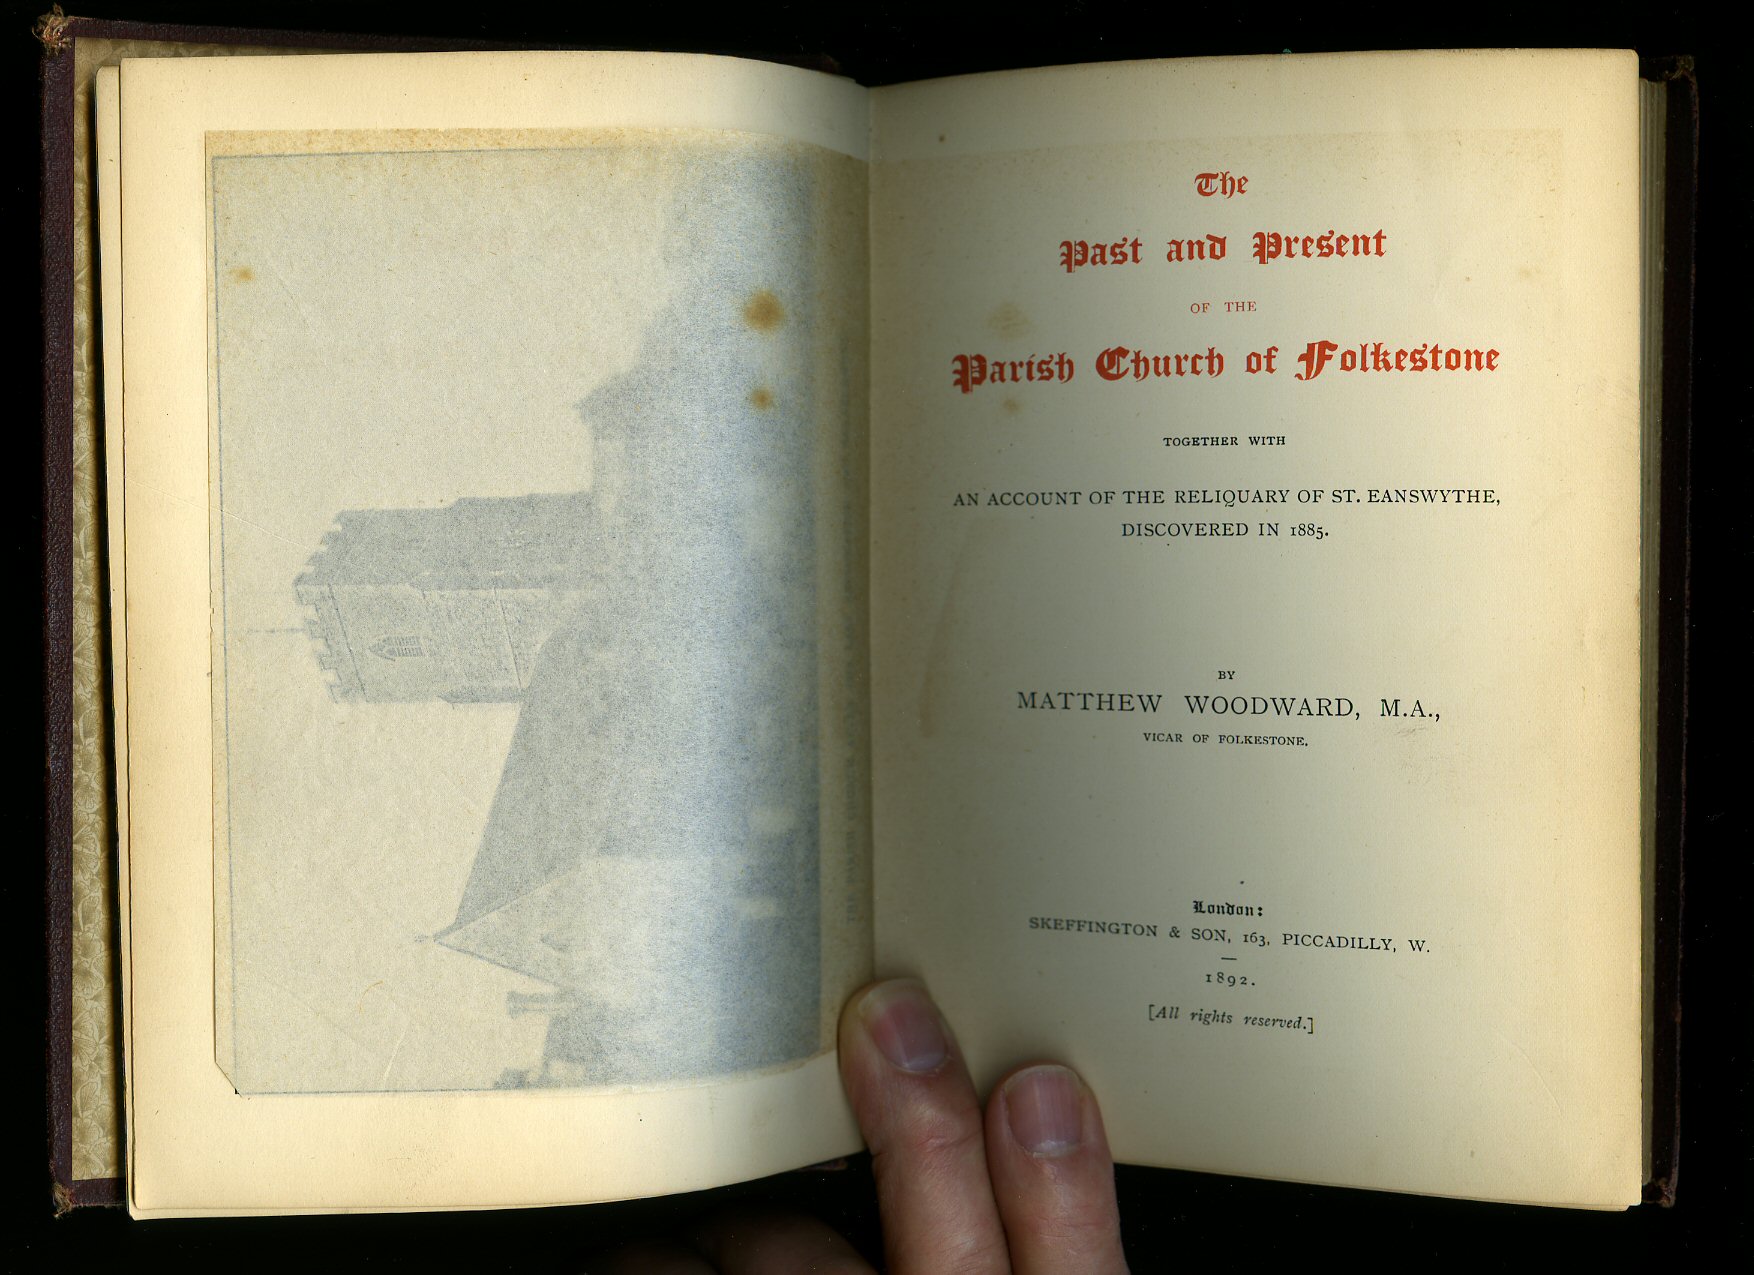 The
Past and Present
OF THE
Parish Church of Folkestone
TOGETHER WITH
AN ACCOUNT OF THE RELIQUARY OF ST. EANSWYTHE,
DISCOVERED IN 1885.
BY
MATTHEW WOODWARD, M.A.,
VICAR OF FOLKESTONE.
London:
SKEFFINGTON & SON, 163, PICCADILLY, W.
1892.
[All rights reserved.]